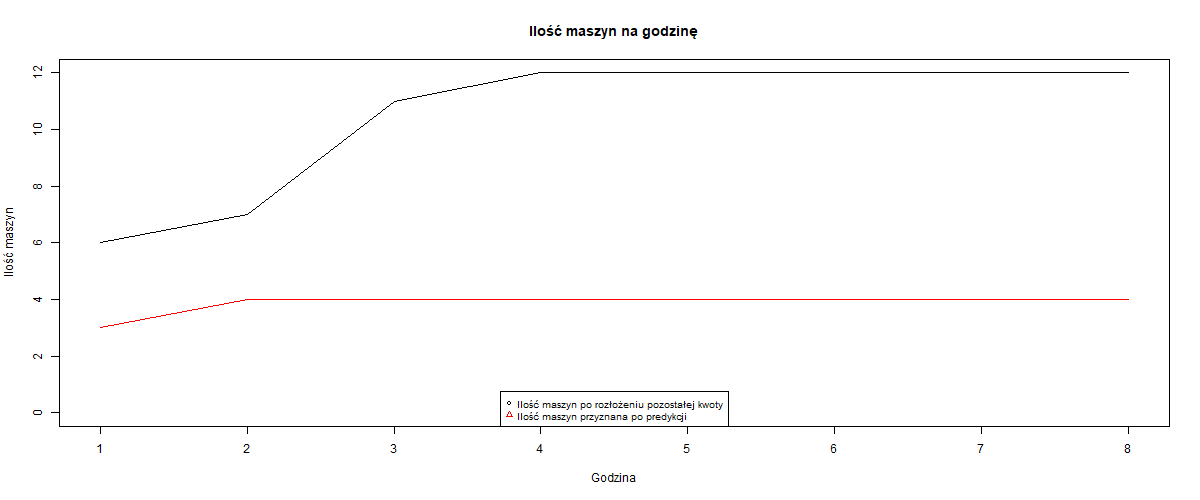 Ilość maszyn na godzinę
Ilość maszyn
12
10
8
6
4
2
0
Ilość maszyn po rozłożeniu pozostałej kwoty
Ilość maszyn przyznana po predykcji
1 2 3 4 5 6 7 8
Godzina